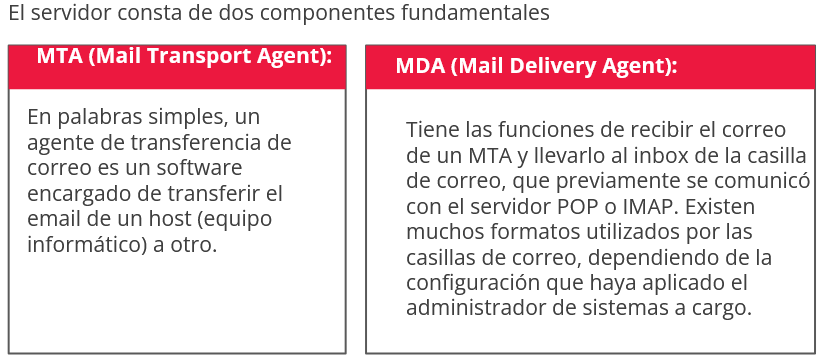 El servidor consta de dos componentes fundamentales
MTA (Mail Transport Agent):
En palabras simples, un
agente de transferencia de
correo es un software
encargado de transferir el
email de un host (equipo
informático) a otro.
MDA (Mail Delivery Agent):
Tiene las funciones de recibir el correo
de un MTA y llevarlo al inbox de la casilla
de correo, que previamente se comunicó
con el servidor POP o IMAP. Existen
muchos formatos utilizados por las
casillas de correo, dependiendo de la
configuración que haya aplicado el
administrador de sistemas a cargo.